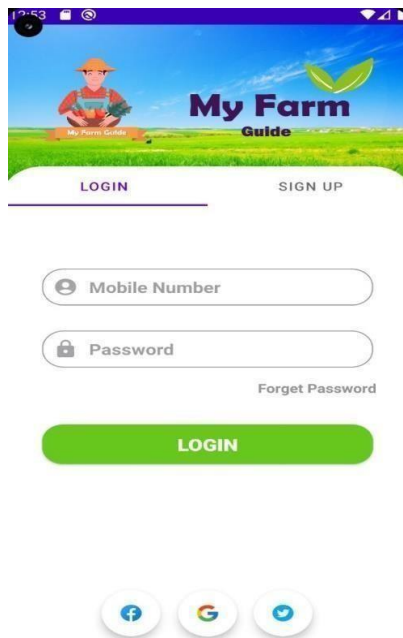 12:53
My Farm Guide
My Farm
Guide
LOGIN
SIGN UP
Mobile Number
Password
Forget Password
LOGIN